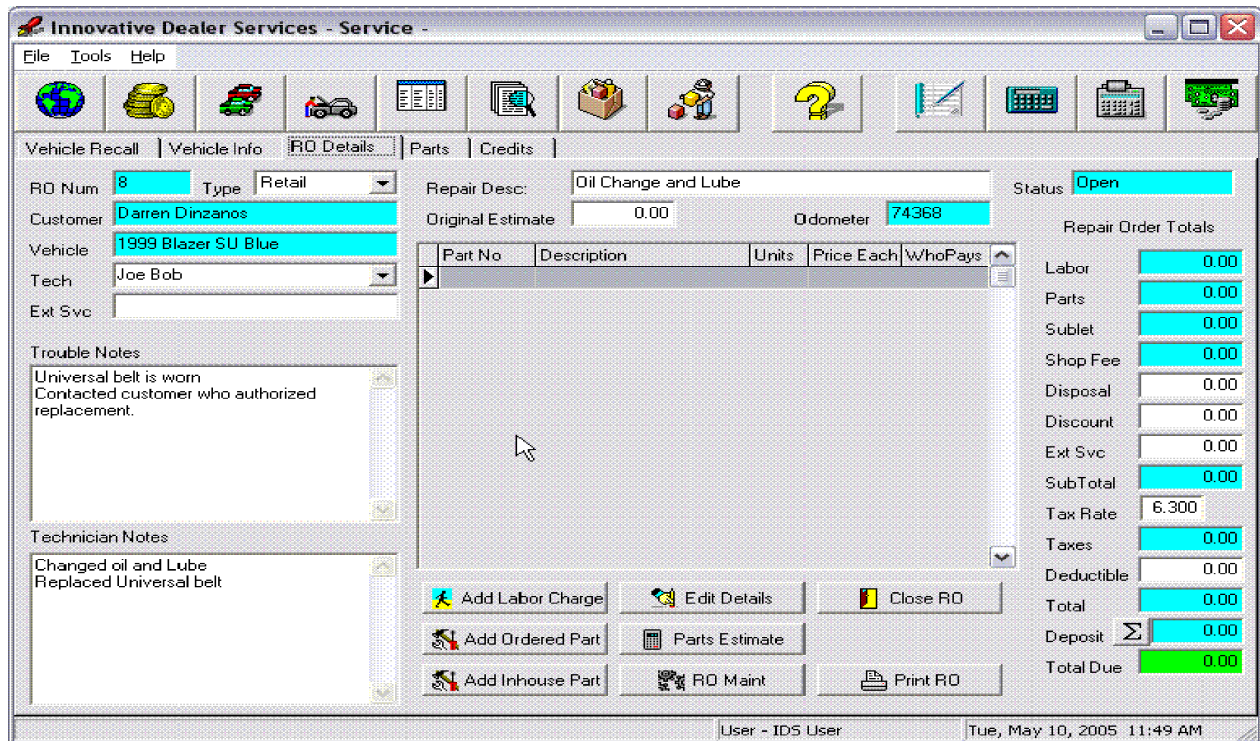 Innovative Dealer Services - Service -
File Tools Help
Vehicle Recall Vehicle Info RO Details Parts Credits
RO Num 8 Type Retail
Customer Darren Dinzanos
Vehicle 1999 Blazer SU Blue
Tech Joe Bob
Ext Svc
Trouble Notes
Universal belt is worn
Contacted customer who authorized
replacement.
Technician Notes
Changed oil and Lube
Replaced Universal belt
Repair Desc: Oil Change and Lube
Original Estimate 0.00 Odometer 74368
Part No Description Units Price Each WhoPays
Add Labor Charge Edit Details Close RO
Add Ordered Part Parts Estimate
Add Inhouse Part RO Maint Print RO
Status Open
Repair Order Totals
Labor 0.00
Parts 0.00
Sublet 0.00
Shop Fee 0.00
Disposal 0.00
Discount 0.00
Ext Svc 0.00
SubTotal 0.00
Tax Rate 6.300
Taxes 0.00
Deductible 0.00
Total 0.00
Deposit Σ 0.00
Total Due 0.00
User - IDS User Tue, May 10, 2005 11:49 AM